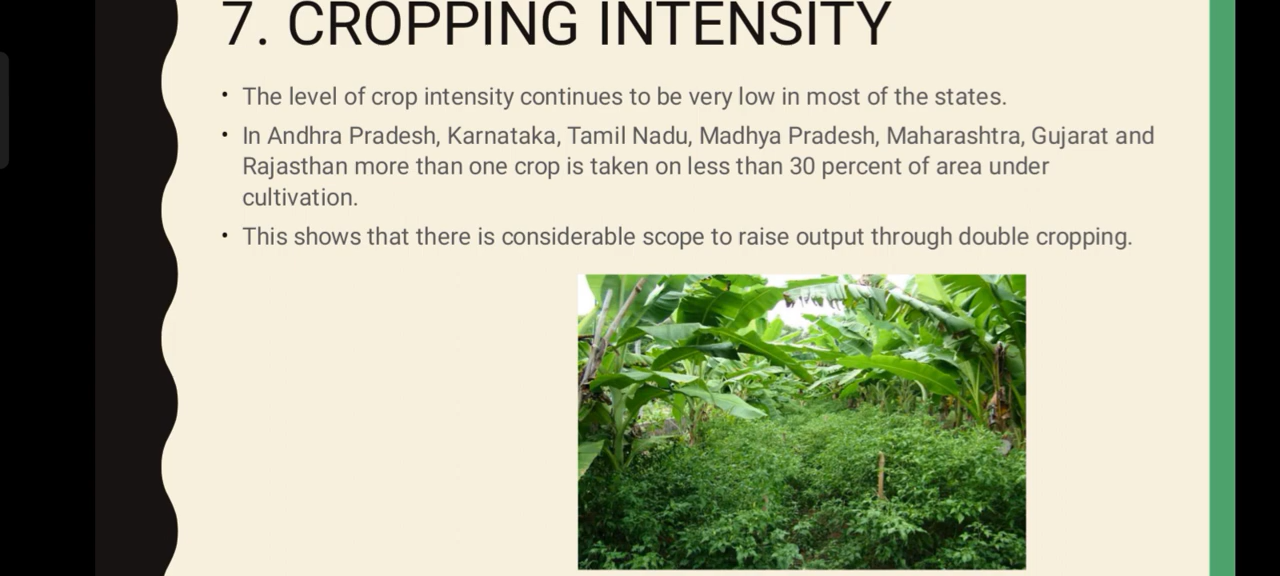 7. CROPPING INTENSITY
• The level of crop intensity continues to be very low in most of the states.
• In Andhra Pradesh, Karnataka, Tamil Nadu, Madhya Pradesh, Maharashtra, Gujarat and
Rajasthan more than one crop is taken on less than 30 percent of area under
cultivation.
• This shows that there is considerable scope to raise output through double cropping.